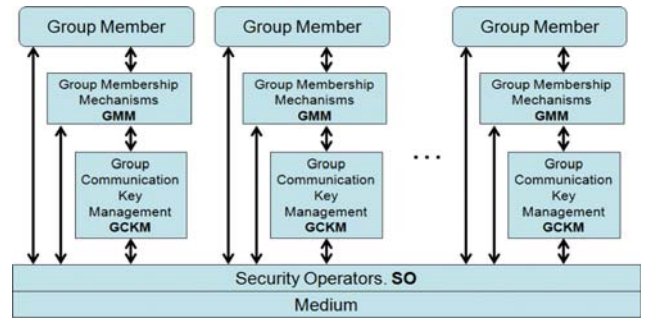 Group Member
Group Membership
Mechanisms
GMM
Group
Communication
Key
Management
GCKM
Group Member
Group Membership
Mechanisms
GMM
Group
Communication
Key
Management
GCKM
...
Group Member
Group Membership
Mechanisms
GMM
Group
Communication
Key
Management
GCKM
Security Operators. SO
Medium